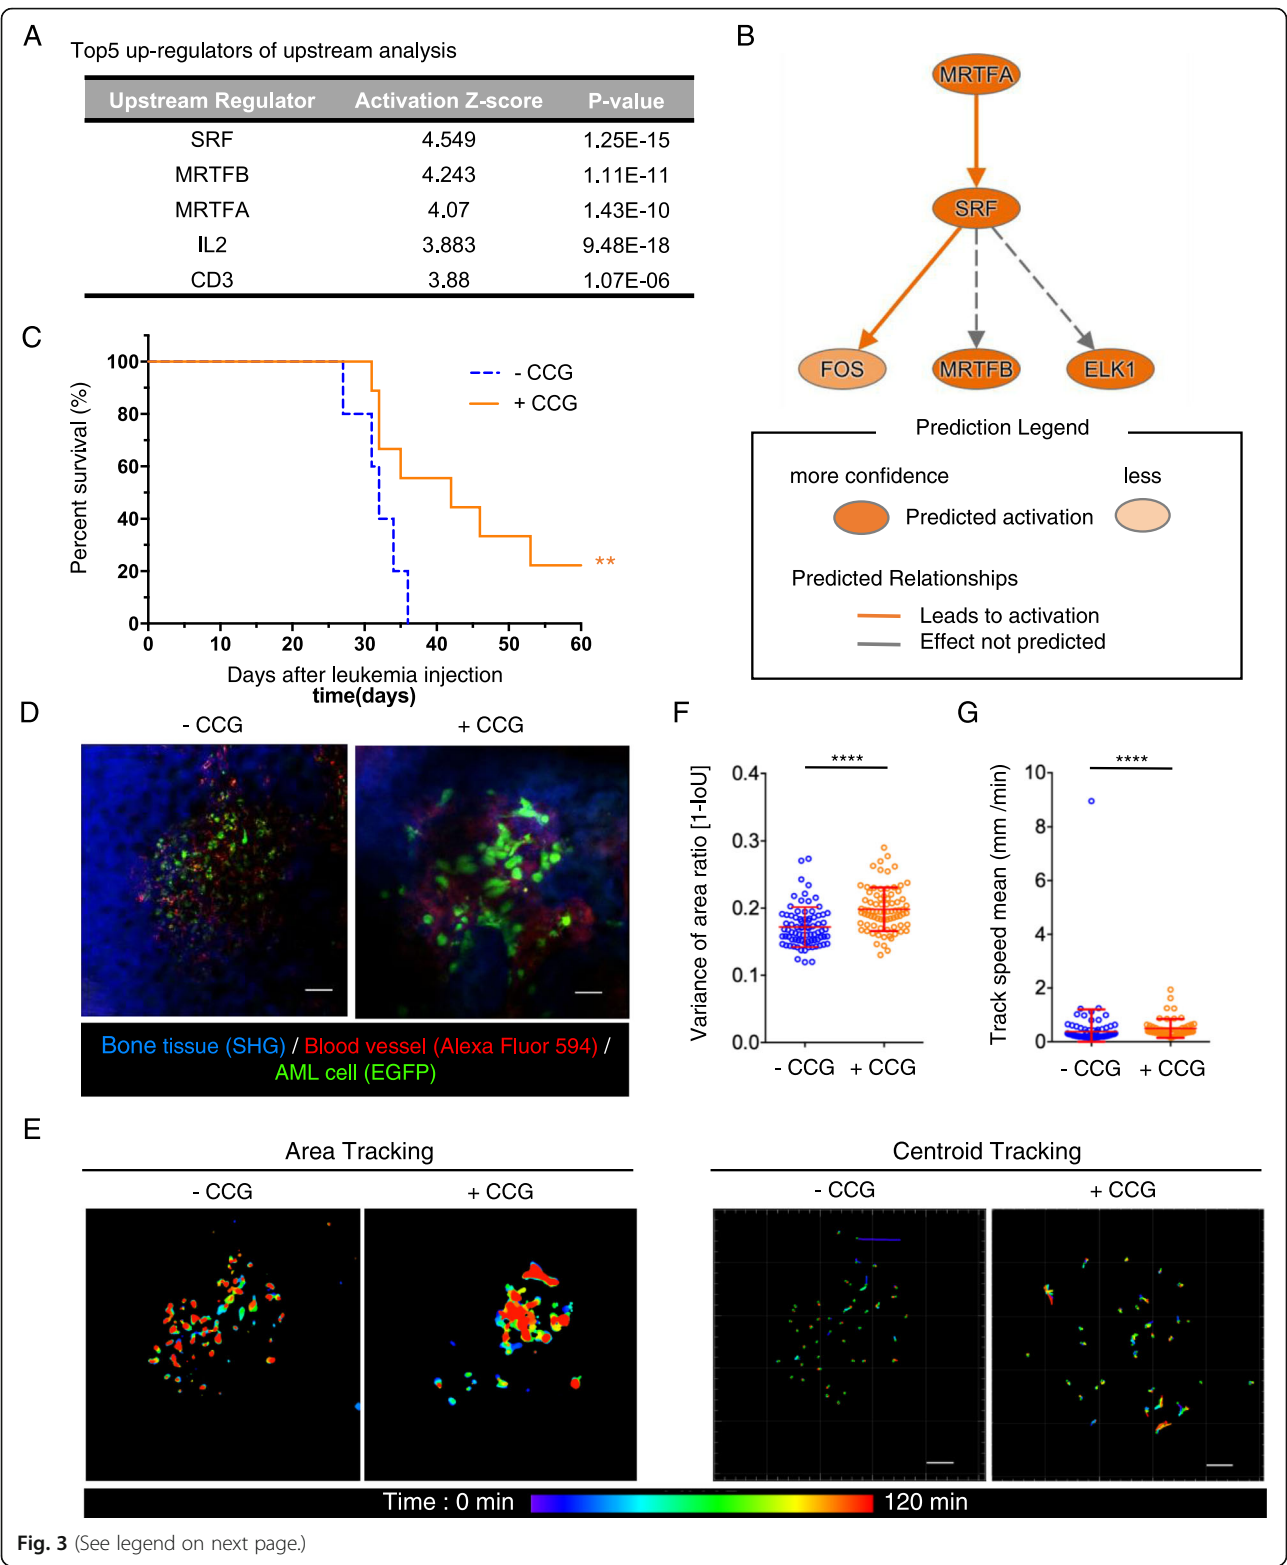 A
Top5 up-regulators of upstream analysis
Upstream Regulator Activation Z-score P-value
SRF 4.549 1.25E-15
MRTFB 4.243 1.11E-11
MRTFA 4.07 1.43E-10
IL2 3.883 9.48E-18
CD3 3.88 1.07E-06
B
MRTFA
SRF
FOS MRTFB ELK1
Prediction Legend
more confidence less
Predicted activation
Predicted Relationships
Leads to activation
Effect not predicted
C
Percent survival (%)
100
80
60
40
20
0
0 10 20 30 40 50 60
- CCG
+ CCG
**
Days after leukemia injection
time(days)
D
- CCG + CCG
Bone tissue (SHG) / Blood vessel (Alexa Fluor 594) /
AML cell (EGFP)
F
Variance of area ratio [1-IoU]
0.4
0.3
0.2
0.1
0.0
****
- CCG + CCG
G
Track speed mean (mm /min)
10
8
6
4
2
0
****
- CCG + CCG
E
Area Tracking Centroid Tracking
- CCG + CCG - CCG + CCG
Time : 0 min 120 min
Fig. 3 (See legend on next page.)